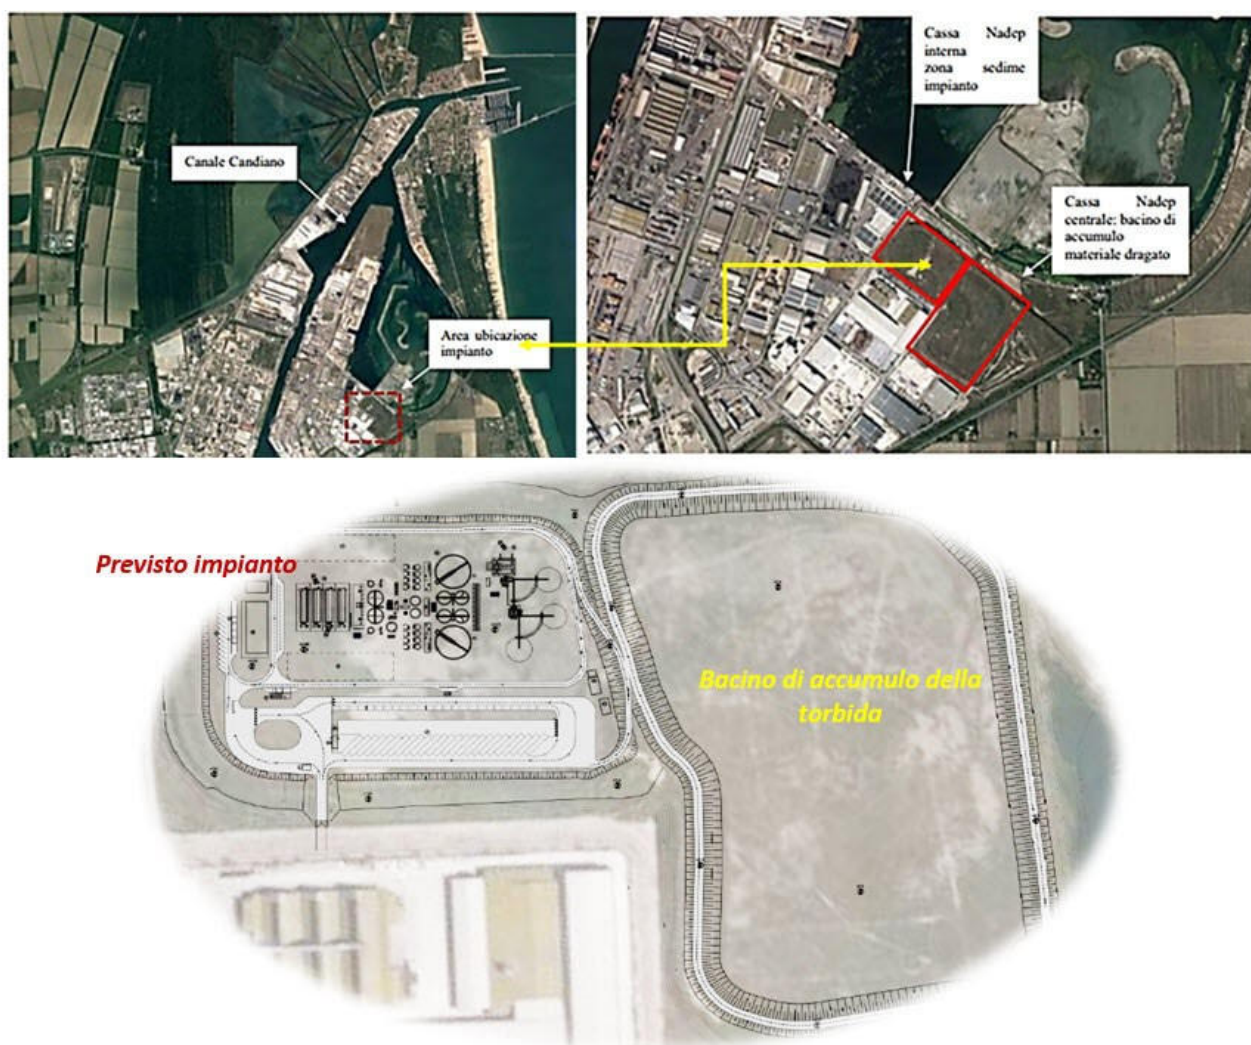 Canale Candiano
Area ubicazione
impianto
Cassa Nadep
interna
zona sedime
impianto
Cassa Nadep
centrale: bacino di
accumulo
materiale dragato
Previsto impianto
Bacino di accumulo della
torbida